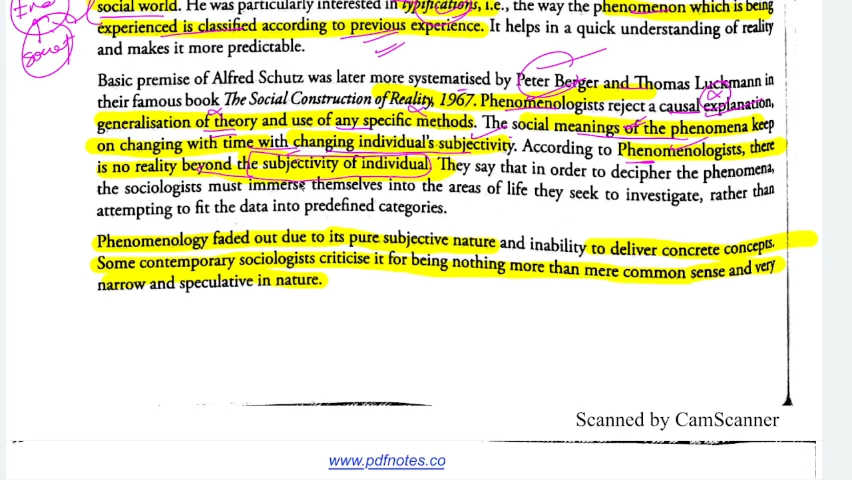 social world. He was particularly interested in typifications, i.e., the way the phenomenon which is being
experienced is classified according to previous experience. It helps in a quick understanding of reality
and makes it more predictable.
Basic premise of Alfred Schutz was later more systematised by Peter Berger and Thomas Luckmann in
their famous book The Social Construction of Reality, 1967. Phenomenologists reject a causal explanation,
generalisation of theory and use of any specific methods. The social meanings of the phenomena keep
on changing with time with changing individual's subjectivity. According to Phenomenologists, there
is no reality beyond the subjectivity of individual. They say that in order to decipher the phenomena,
the sociologists must immerse themselves into the areas of life they seek to investigate, rather than
attempting to fit the data into predefined categories.
Phenomenology faded out due to its pure subjective nature and inability to deliver concrete concepts.
Some contemporary sociologists criticise it for being nothing more than mere common sense and very
narrow and speculative in nature.
Scanned by CamScanner
www.pdfnotes.co